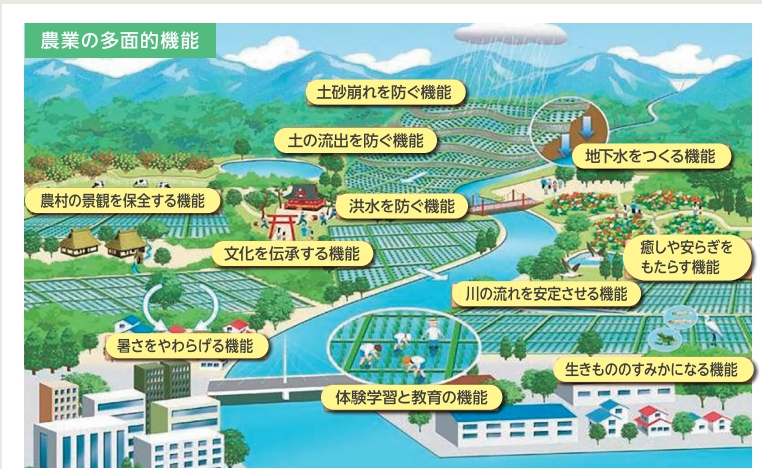 農業の多面的機能
土砂崩れを防ぐ機能
土の流出を防ぐ機能
地下水をつくる機能
農村の景観を保全する機能
洪水を防ぐ機能
文化を伝承する機能
癒しや安らぎを
もたらす機能
川の流れを安定させる機能
暑さをやわらげる機能
生きもののすみかになる機能
体験学習と教育の機能